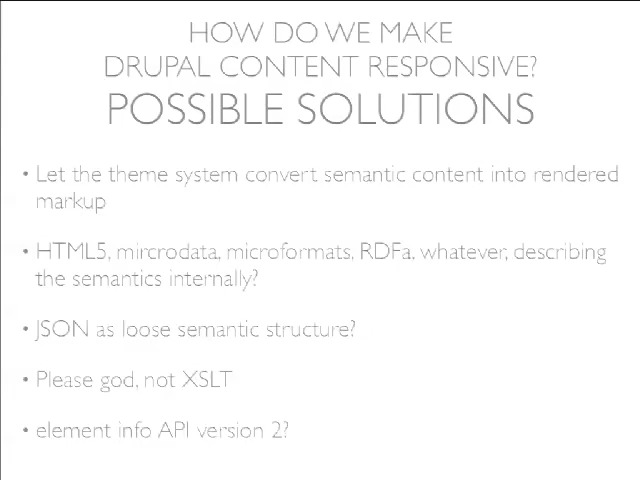 HOW DO WE MAKE
DRUPAL CONTENT RESPONSIVE?
POSSIBLE SOLUTIONS
• Let the theme system convert semantic content into rendered
markup
• HTML5, mircrodata, microformats, RDFa, whatever, describing
the semantics internally?
• JSON as loose semantic structure?
• Please god, not XSLT
• element info API version 2?